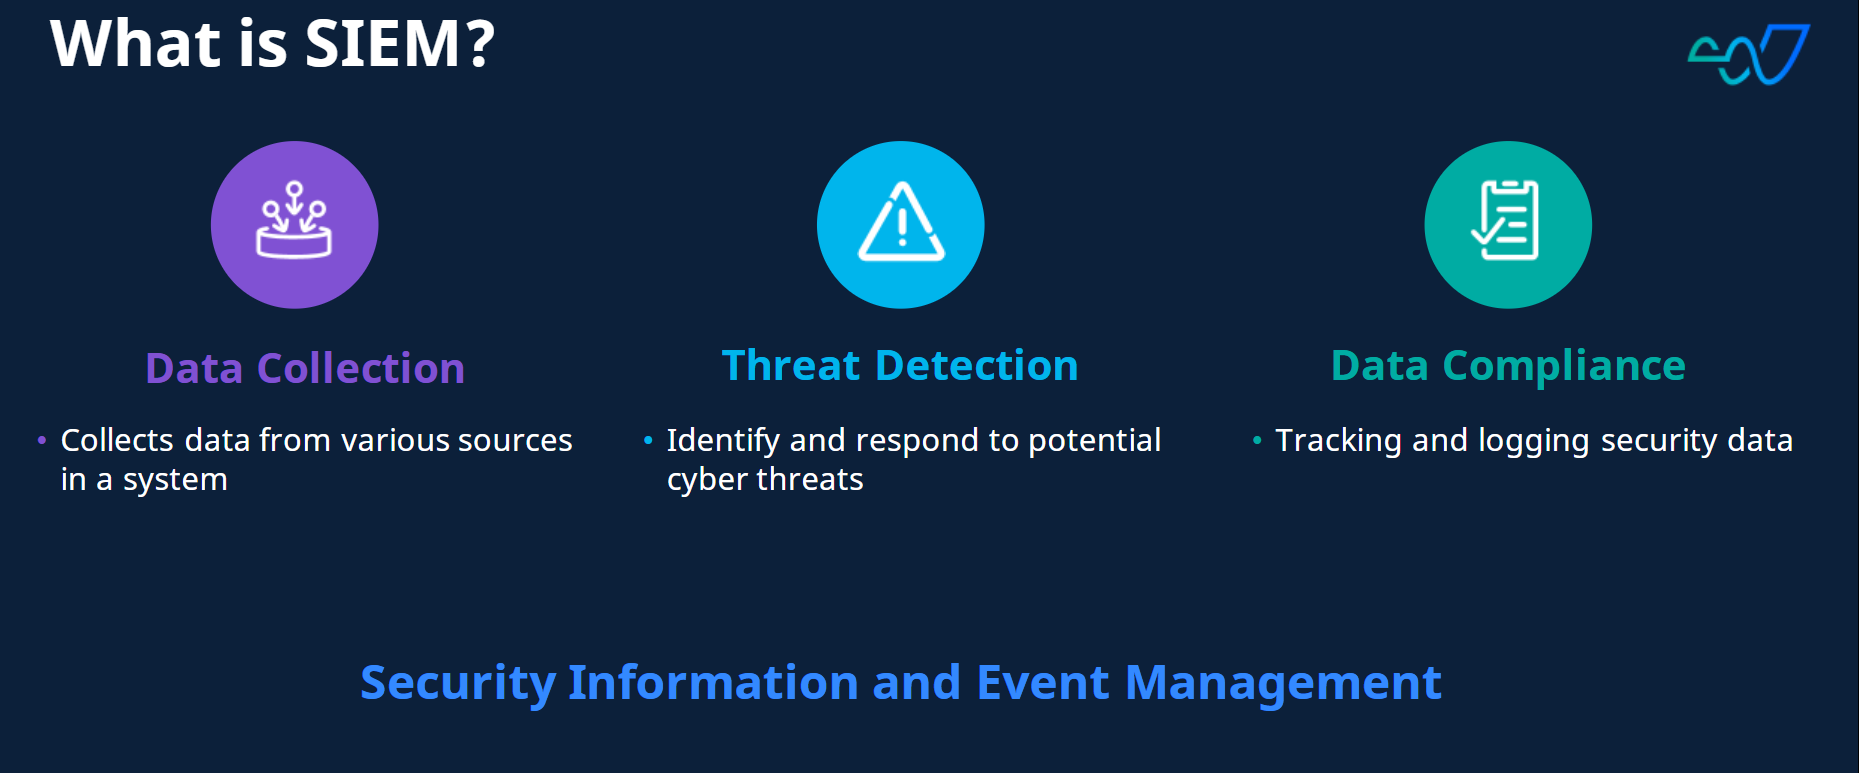 What is SIEM?
Data Collection
• Collects data from various sources
in a system
Threat Detection
• Identify and respond to potential
cyber threats
Data Compliance
• Tracking and logging security data
Security Information and Event Management